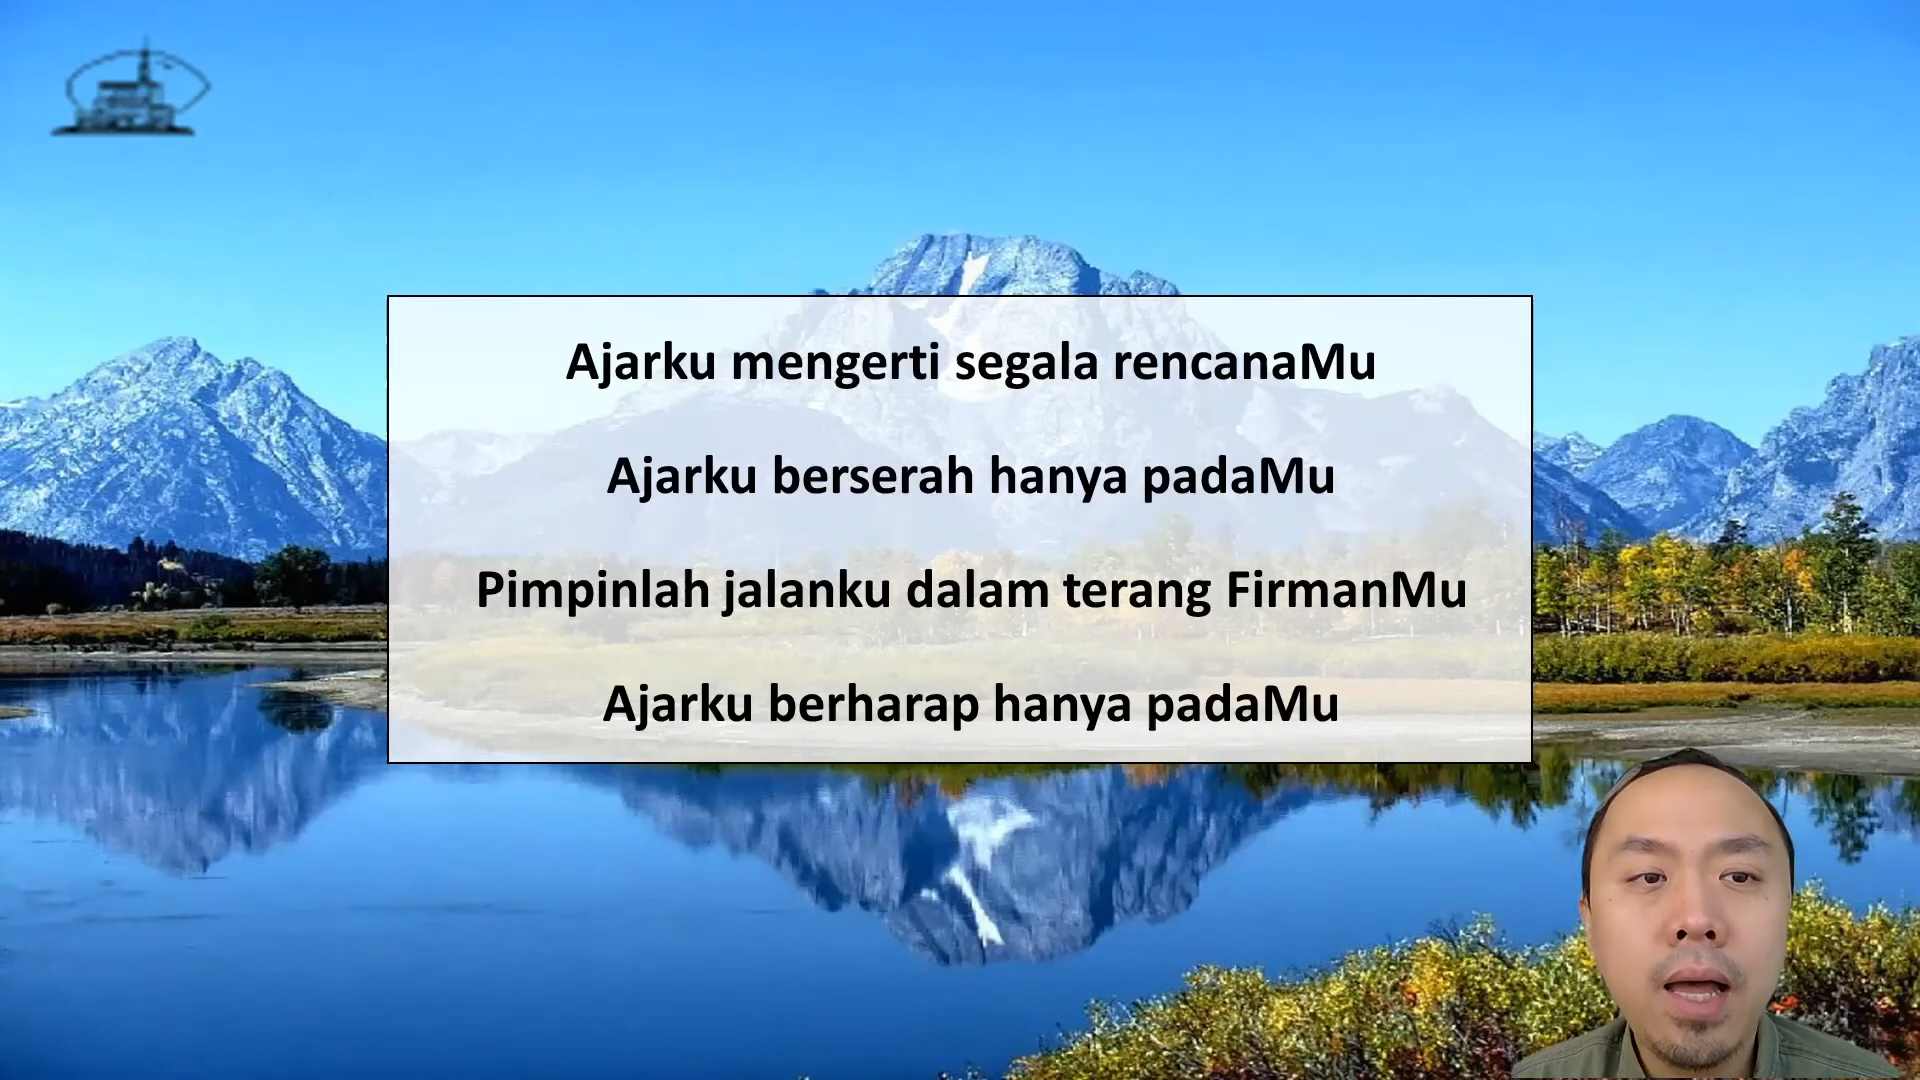 Ajarku mengerti segala rencanaMu
Ajarku berserah hanya padaMu
Pimpinlah jalanku dalam terang FirmanMu
Ajarku berharap hanya padaMu